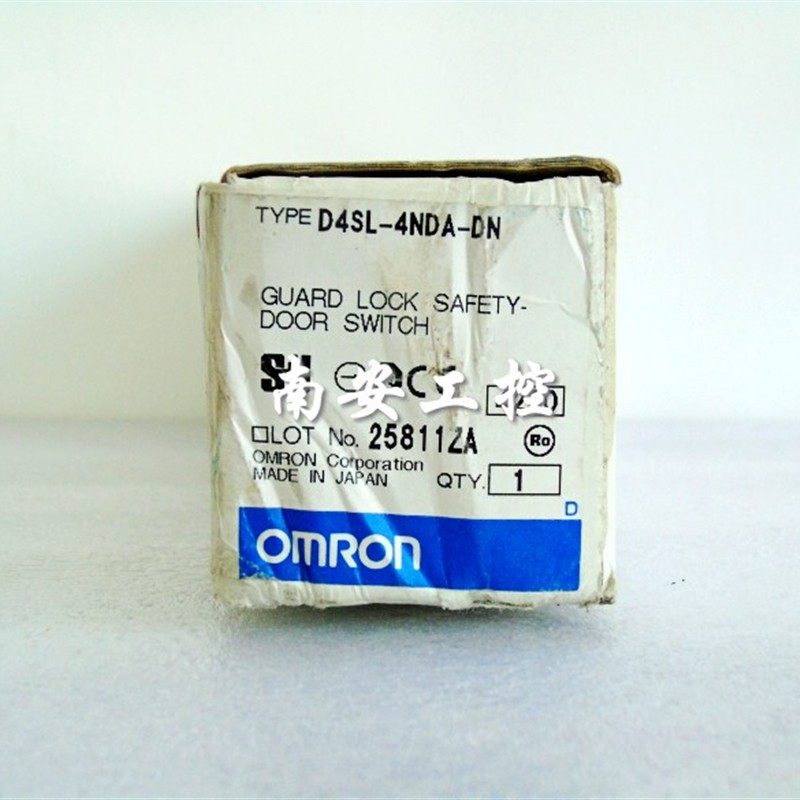 TYPE D4SL-4NDA-DN
GUARD LOCK SAFETY-
DOOR SWITCH
南安工控
LOT No. 25811ZA
OMRON Corporation
MADE IN JAPAN
QTY. 1
D
OMRON